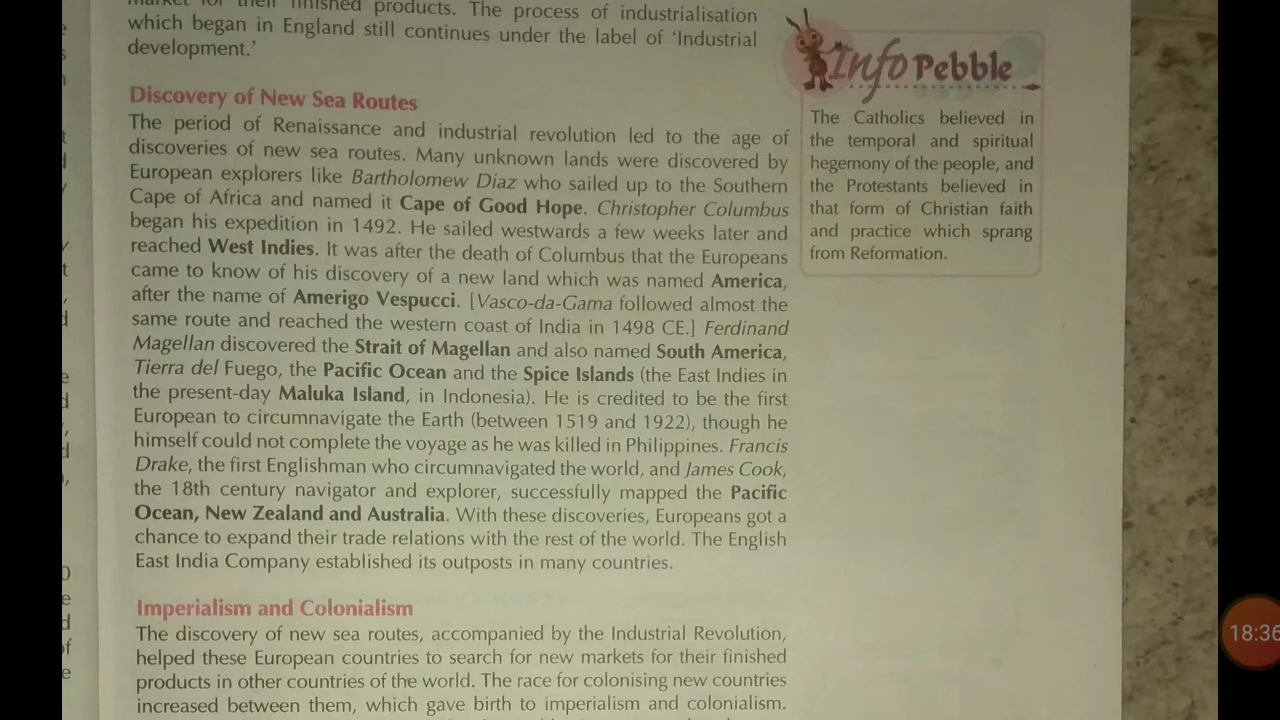 market for their finished products. The process of industrialisation
which began in England still continues under the label of ‘Industrial
development.’
Discovery of New Sea Routes
The period of Renaissance and industrial revolution led to the age of
discoveries of new sea routes. Many unknown lands were discovered by
European explorers like Bartholomew Diaz who sailed up to the Southern
Cape of Africa and named it Cape of Good Hope. Christopher Columbus
began his expedition in 1492. He sailed westwards a few weeks later and
reached West Indies. It was after the death of Columbus that the Europeans
came to know of his discovery of a new land which was named America,
after the name of Amerigo Vespucci. [Vasco-da-Gama followed almost the
same route and reached the western coast of India in 1498 CE.] Ferdinand
Magellan discovered the Strait of Magellan and also named South America,
Tierra del Fuego, the Pacific Ocean and the Spice Islands (the East Indies in
the present-day Maluka Island, in Indonesia). He is credited to be the first
European to circumnavigate the Earth (between 1519 and 1922), though he
himself could not complete the voyage as he was killed in Philippines. Francis
Drake, the first Englishman who circumnavigated the world, and James Cook,
the 18th century navigator and explorer, successfully mapped the Pacific
Ocean, New Zealand and Australia. With these discoveries, Europeans got a
chance to expand their trade relations with the rest of the world. The English
East India Company established its outposts in many countries.
Imperialism and Colonialism
The discovery of new sea routes, accompanied by the Industrial Revolution,
helped these European countries to search for new markets for their finished
products in other countries of the world. The race for colonising new countries
increased between them, which gave birth to imperialism and colonialism.
Info Pebble
The Catholics believed in
the temporal and spiritual
hegemony of the people, and
the Protestants believed in
that form of Christian faith
and practice which sprang
from Reformation.
18:36